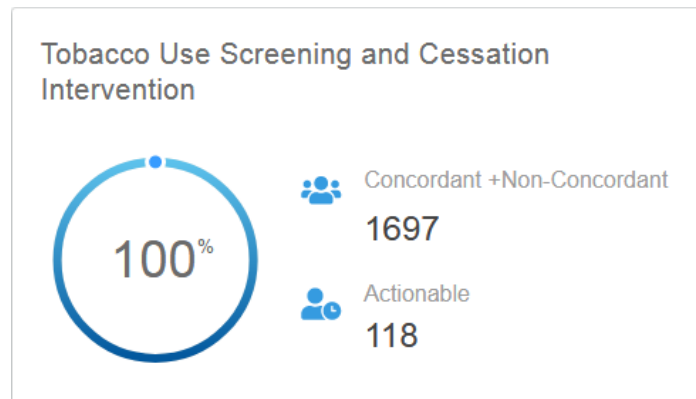 Tobacco Use Screening and Cessation
Intervention
100%
Concordant +Non-Concordant
1697
Actionable
118